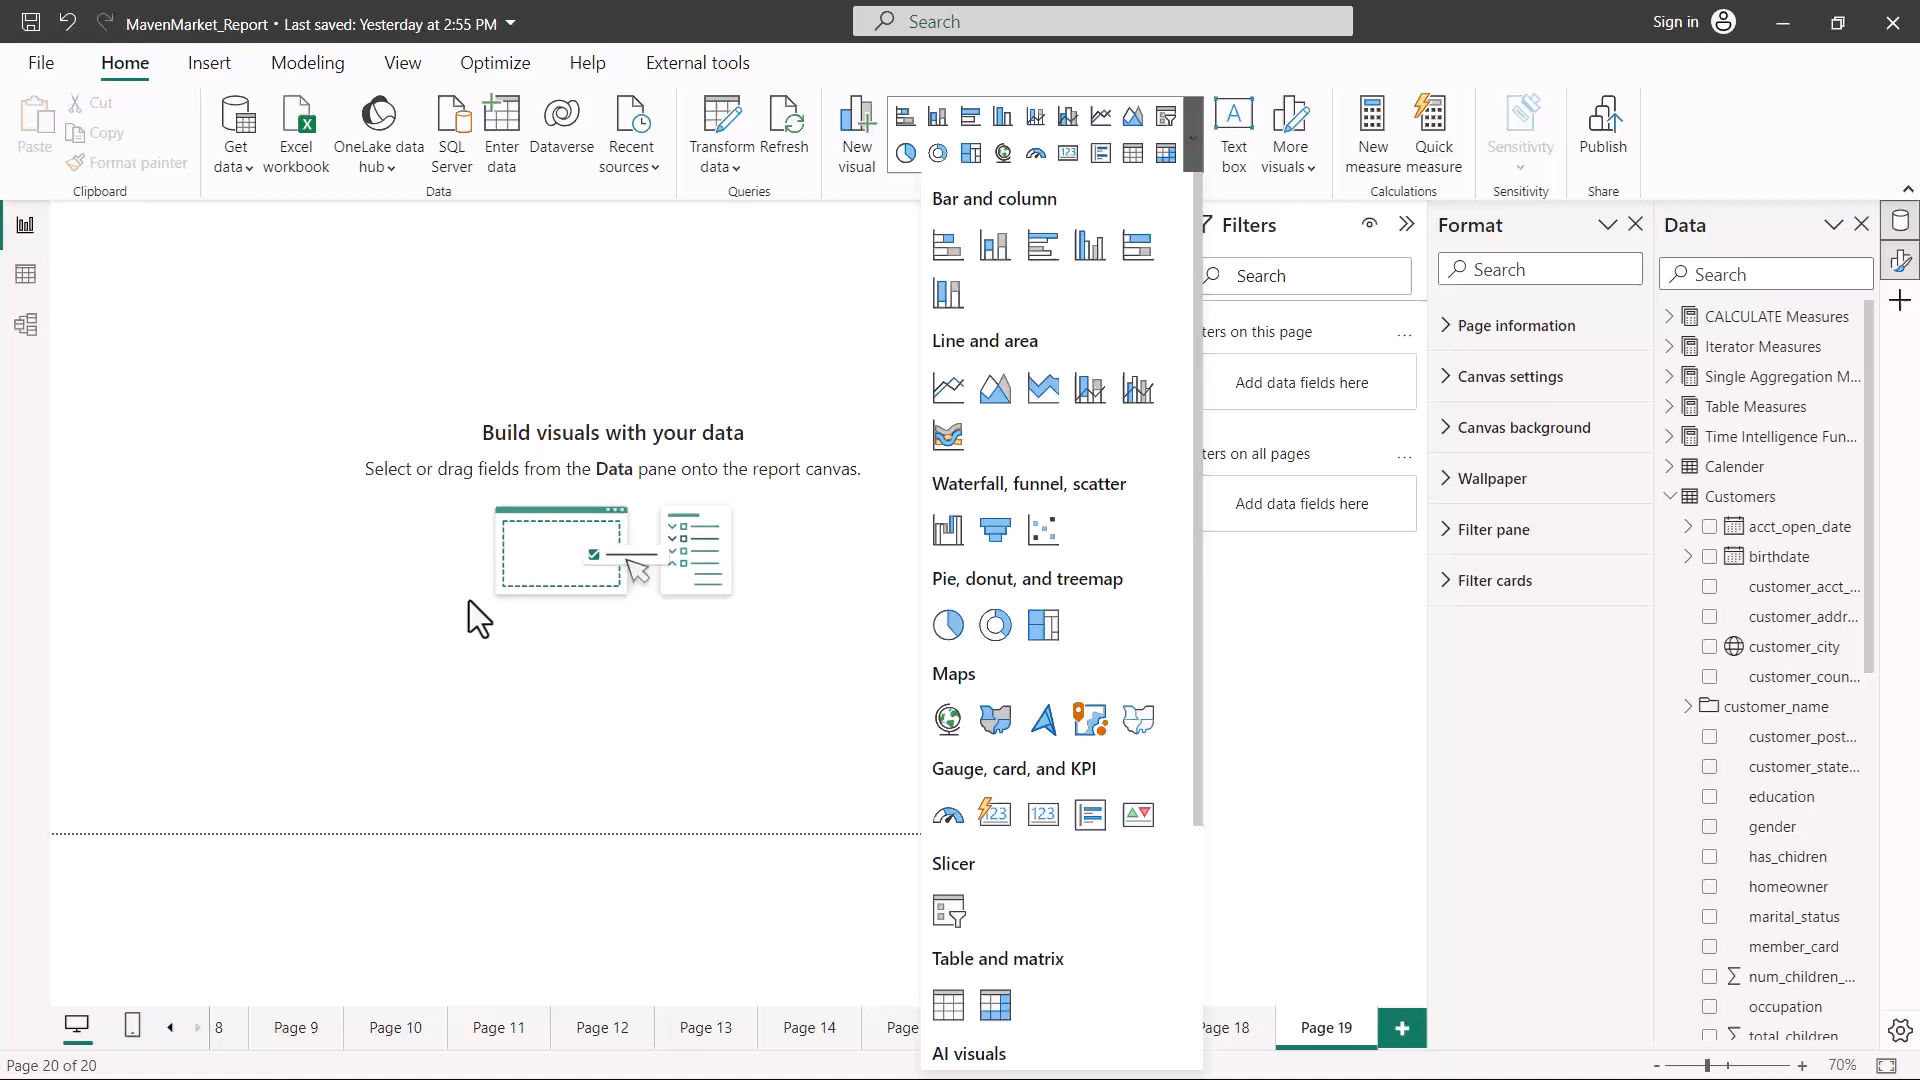 MavenMarket_Report • Last saved: Yesterday at 2:55 PM
Search
Sign in
File
Home
Insert
Modeling
View
Optimize
Help
External tools
Paste
Cut
Copy
Format painter
Clipboard
Get data
Excel workbook
OneLake data hub
SQL Server
Enter data
Dataverse
Recent sources
Data
Transform data
Refresh
Queries
New visual
Text box
More visuals
New measure
Quick measure
Calculations
Sensitivity
Sensitivity
Publish
Share
Build visuals with your data
Select or drag fields from the Data pane onto the report canvas.
Bar and column
Line and area
Waterfall, funnel, scatter
Pie, donut, and treemap
Maps
Gauge, card, and KPI
123
123
Slicer
Table and matrix
AI visuals
Filters
Search
ters on this page
...
Add data fields here
ters on all pages
...
Add data fields here
Format
Search
Page information
Canvas settings
Canvas background
Wallpaper
Filter pane
Filter cards
Data
Search
CALCULATE Measures
Iterator Measures
Single Aggregation M...
Table Measures
Time Intelligence Fun...
Calender
Customers
acct_open_date
birthdate
customer_acct_...
customer_addr...
customer_city
customer_coun...
customer_name
customer_post...
customer_state...
education
gender
has_chidren
homeowner
marital_status
member_card
num_children_...
occupation
total_children
8
Page 9
Page 10
Page 11
Page 12
Page 13
Page 14
Page
Page 18
Page 19
Page 20 of 20
70%